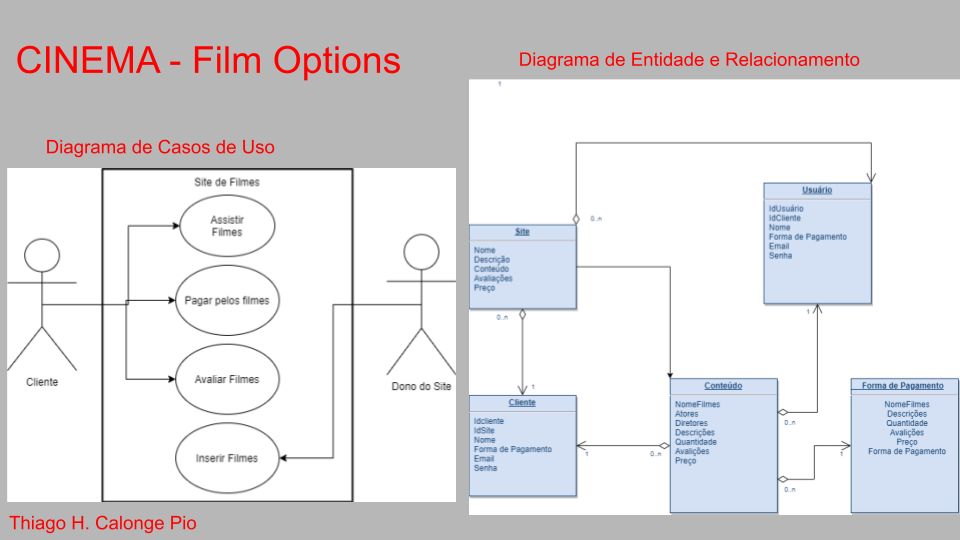 CINEMA - Film Options
Diagrama de Entidade e Relacionamento
Diagrama de Casos de Uso
Site de Filmes
Assistir
Filmes
Pagar pelos filmes
Avaliar Filmes
Inserir Filmes
Cliente
Dono do Site
Thiago H. Calonge Pio
1
0..n
Usuário
IdUsuário
IdCliente
Nome
Forma de Pagamento
Email
Senha
Site
Nome
Descrição
Conteúdo
Avaliações
Preço
0..n
1
1
Cliente
Idcliente
IdSite
Nome
Forma de Pagamento
Email
Senha
1
0..n
Conteúdo
NomeFilmes
Atores
Diretores
Descrições
Quantidade
Avalições
Preço
0..n
0..n
1
Forma de Pagamento
NomeFilmes
Descrições
Quantidade
Avalições
Preço
Forma de Pagamento